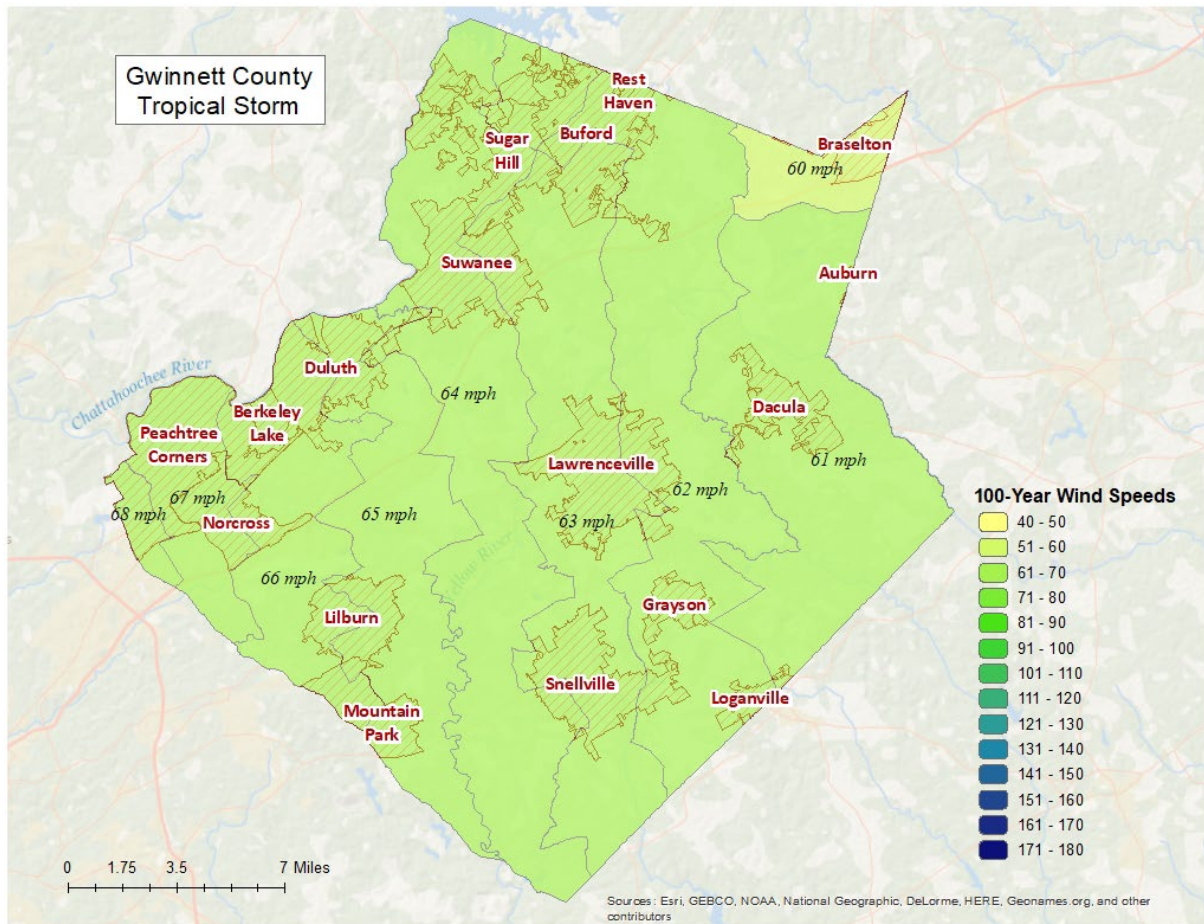 Gwinnett County
Tropical Storm
Rest
Haven
Sugar
Hill
Buford
Braselton
60 mph
Suwanee
Auburn
Chattahoochee River
Duluth
64 mph
Berkeley
Lake
Dacula
Peachtree
Corners
Lawrenceville
61 mph
67 mph
62 mph
68 mph
Norcross
65 mph
63 mph
Yellow River
66 mph
Lilburn
Grayson
Snellville
Loganville
Mountain
Park
100-Year Wind Speeds
40 - 50
51 - 60
61 - 70
71 - 80
81 - 90
91 - 100
101 - 110
111 - 120
121 - 130
131 - 140
141 - 150
151 - 160
161 - 170
171 - 180
0 1.75 3.5 7 Miles
Sources: Esri, GEBCO, NOAA, National Geographic, DeLorme, HERE, Geonames.org, and other
contributors